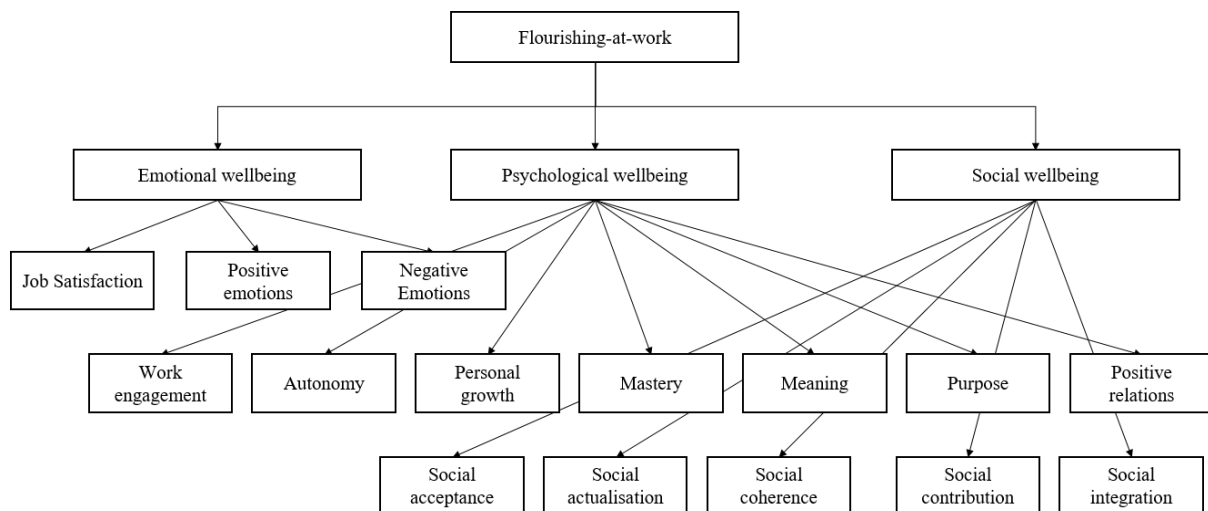 Flourishing-at-work
Emotional wellbeing
Psychological wellbeing
Social wellbeing
Job Satisfaction
Positive
emotions
Negative
Emotions
Work
engagement
Autonomy
Personal
growth
Mastery
Meaning
Purpose
Positive
relations
Social
acceptance
Social
actualisation
Social
coherence
Social
contribution
Social
integration